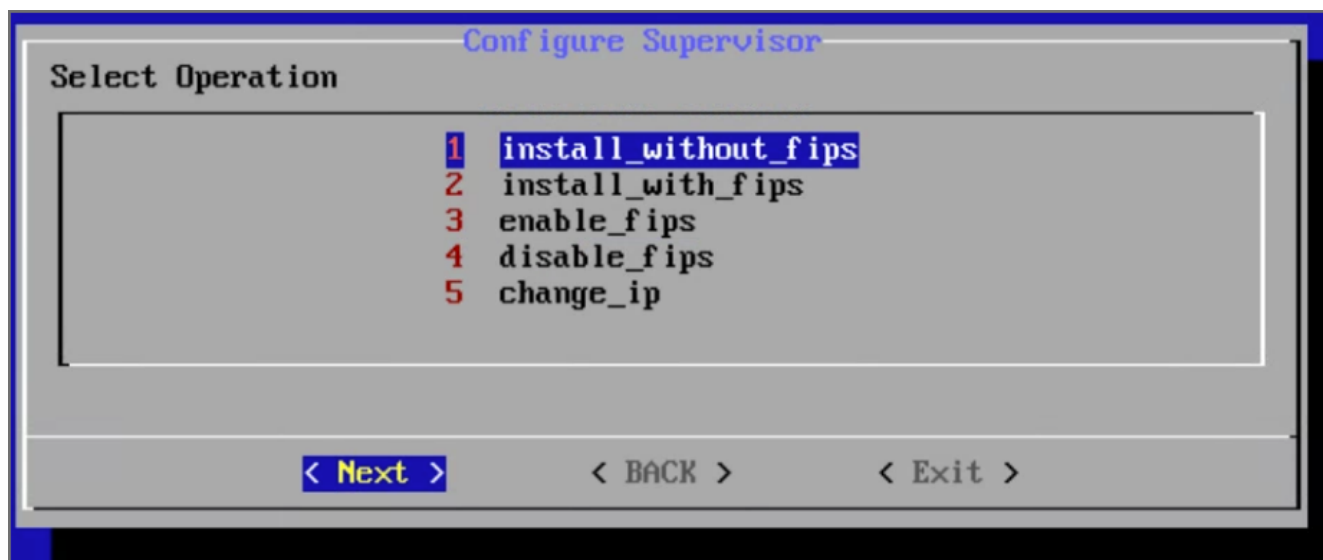 Configure Supervisor
Select Operation
1 install_without_fips
2 install_with_fips
3 enable_fips
4 disable_fips
5 change_ip
< Next > < BACK > < Exit >